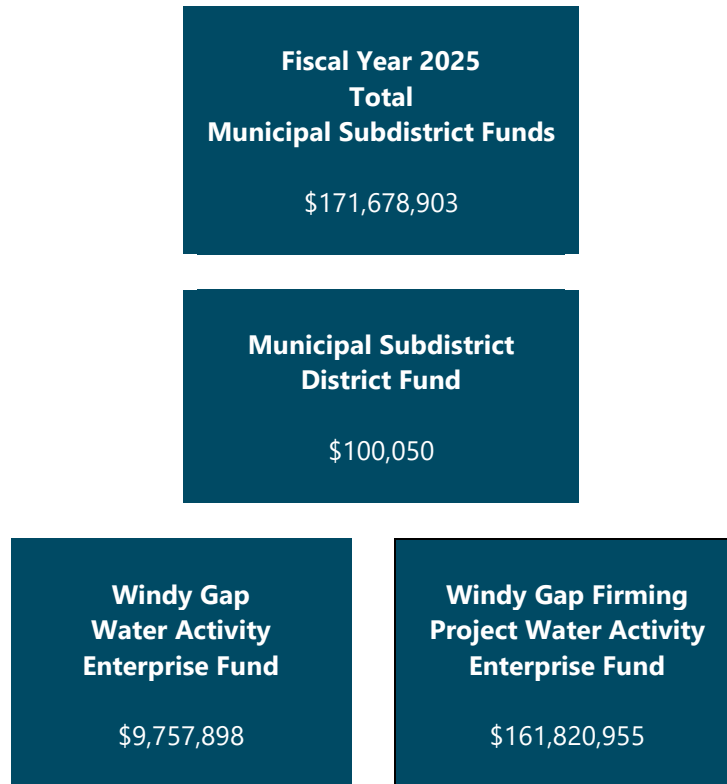 Fiscal Year 2025
Total
Municipal Subdistrict Funds
$171,678,903
Municipal Subdistrict
District Fund
$100,050
Windy Gap
Water Activity
Enterprise Fund
$9,757,898
Windy Gap Firming
Project Water Activity
Enterprise Fund
$161,820,955